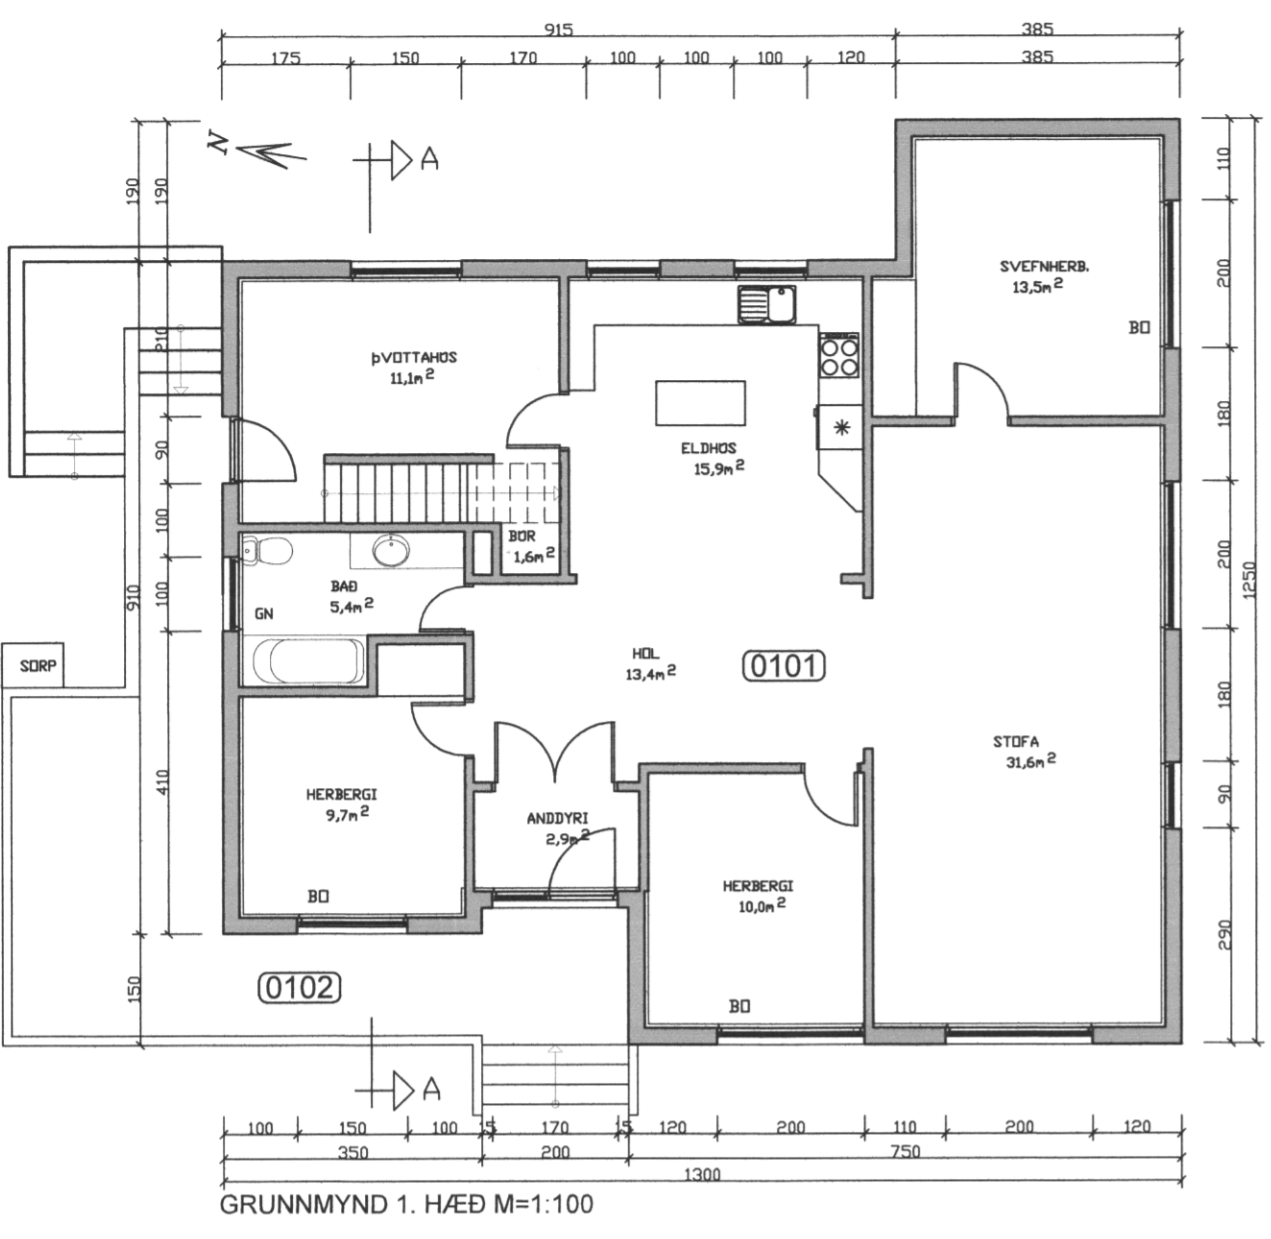 915
385
175
150
170
100
100
100
120
385
N
A
190
190
110
200
SVEFNHERB.
13,5m2
BO
210
ÞVOTTAHÚS
11,1m2
180
90
ELDHÚS
15,9m2
100
BÚR
1,6m2
200
1250
BAÐ
5,4m2
GN
910
100
SORP
HOL
13,4m2
0101
180
STOFA
31,6m2
410
HERBERGI
9,7m2
90
ANDDYRI
2,9m2
HERBERGI
10,0m2
BO
290
150
0102
BO
A
100
150
100
15
170
15
120
200
110
200
120
350
200
750
1300
GRUNNMYND 1. HÆÐ M=1:100